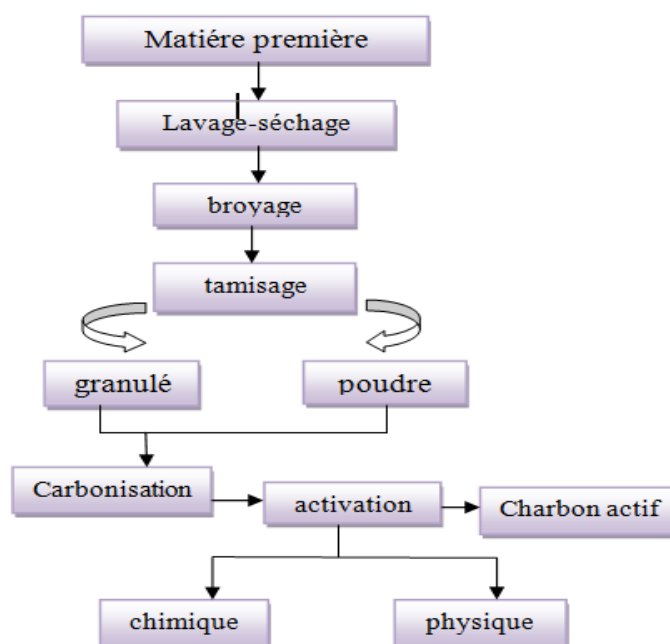 Matiére première
Lavage-séchage
broyage
tamisage
granulé
poudre
Carbonisation
activation
Charbon actif
chimique
physique